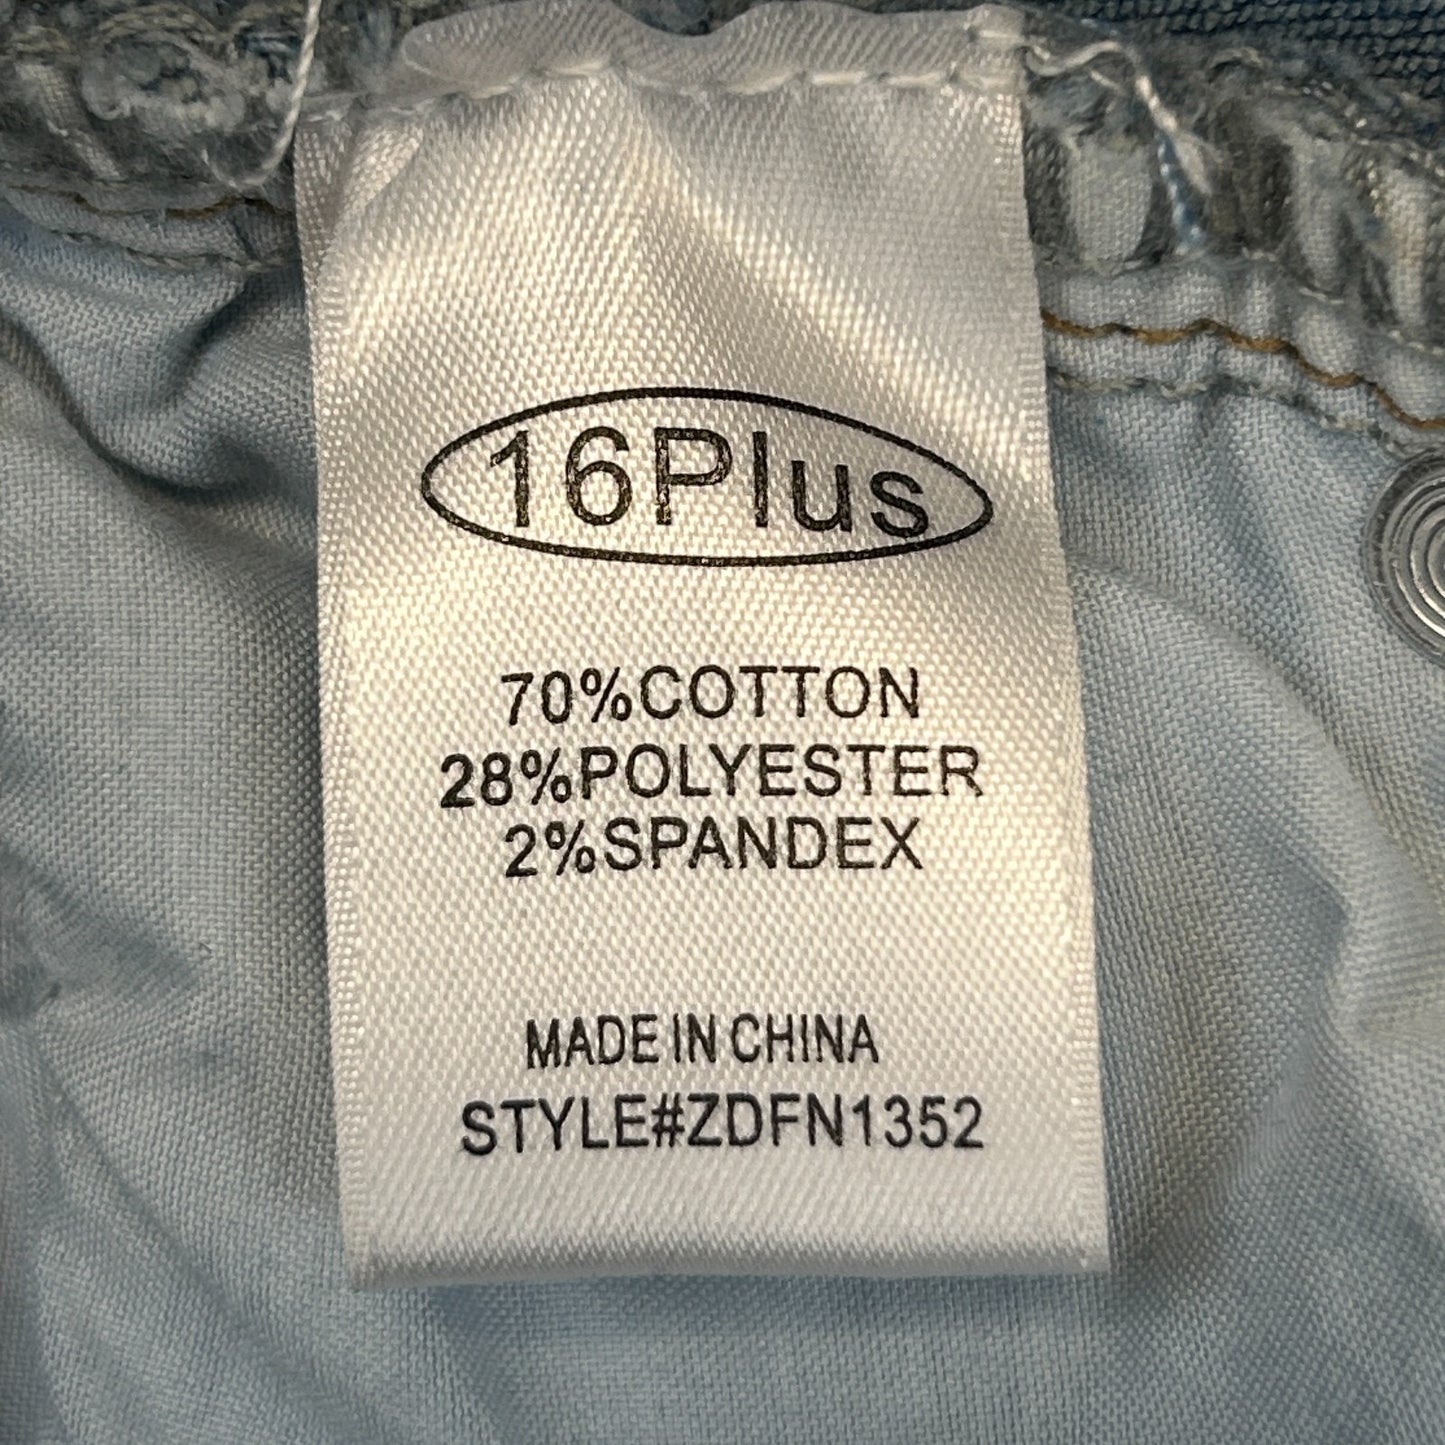 16Plus
70%COTTON
28%POLYESTER
2%SPANDEX
MADE IN CHINA
STYLE#ZDFN1352